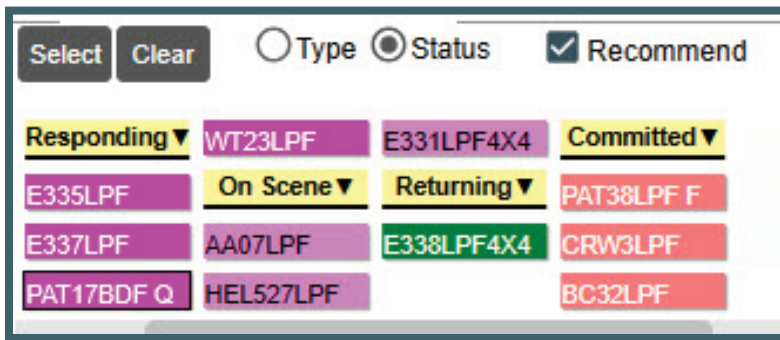 Select Clear Type Status Recommend
Responding▼ WT23LPF E331LPF4X4 Committed▼
E335LPF On Scene▼ Returning▼ PAT38LPF F
E337LPF AA07LPF E338LPF4X4 CRW3LPF
PAT17BDF Q HEL527LPF BC32LPF